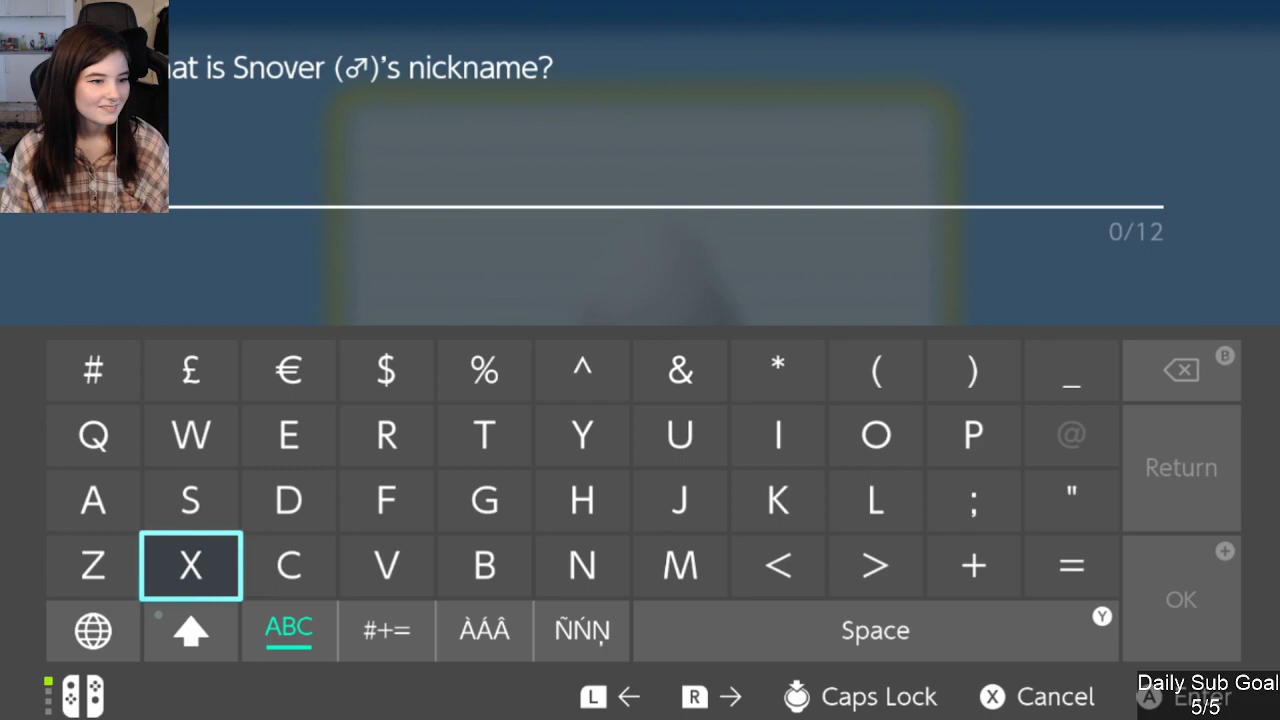 at is Snover (♂)'s nickname?
0/12
# £ € $ % ^ & * ( ) _ B
Q W E R T Y U I O P @ Return
A S D F G H J K L ; "
Z X C V B N M < > + = + OK
ABC #+= ÀÁÂ ÑŃŅ Space Y
L ← R → Caps Lock X Cancel A Enter
Daily Sub Goal
5/5